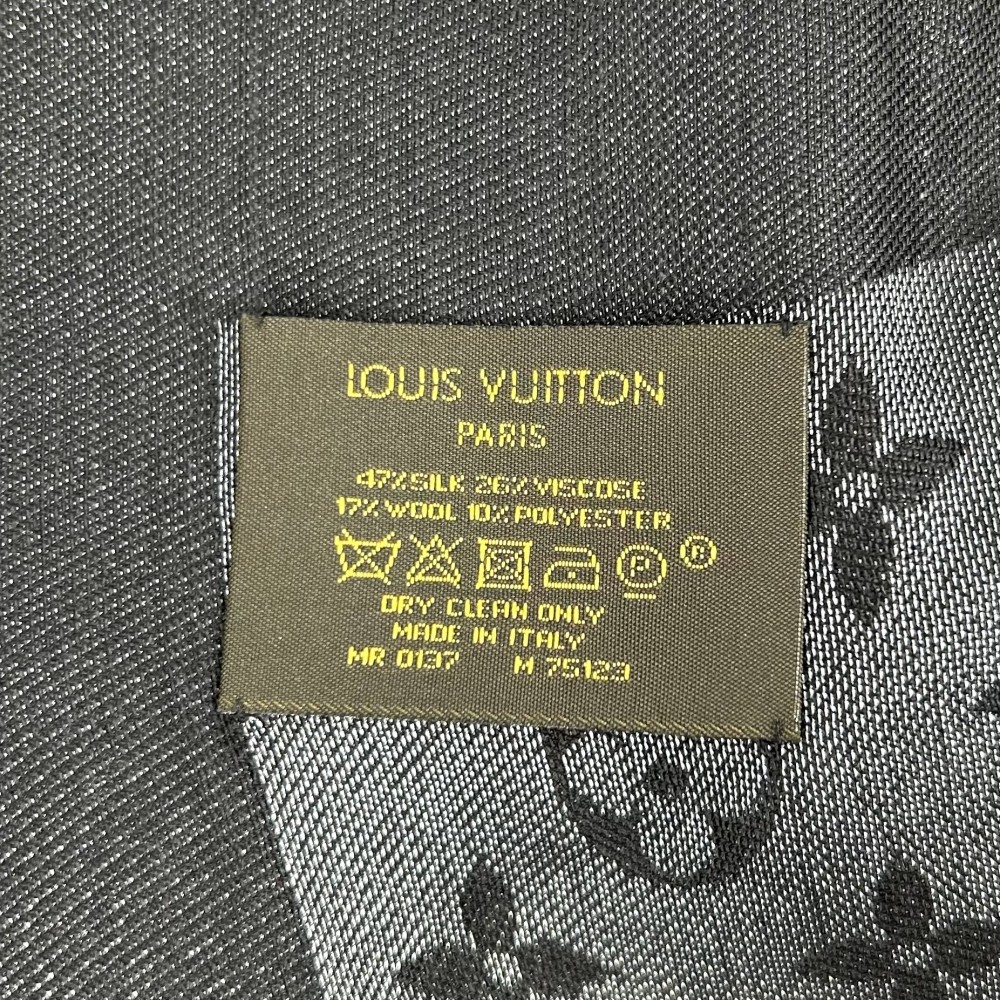 LOUIS VUITTON
PARIS
47% SILK 26% VISCOSE
17% WOOL 10% POLYESTER
P ®
DRY CLEAN ONLY
MADE IN ITALY
MR 0137 M 75123